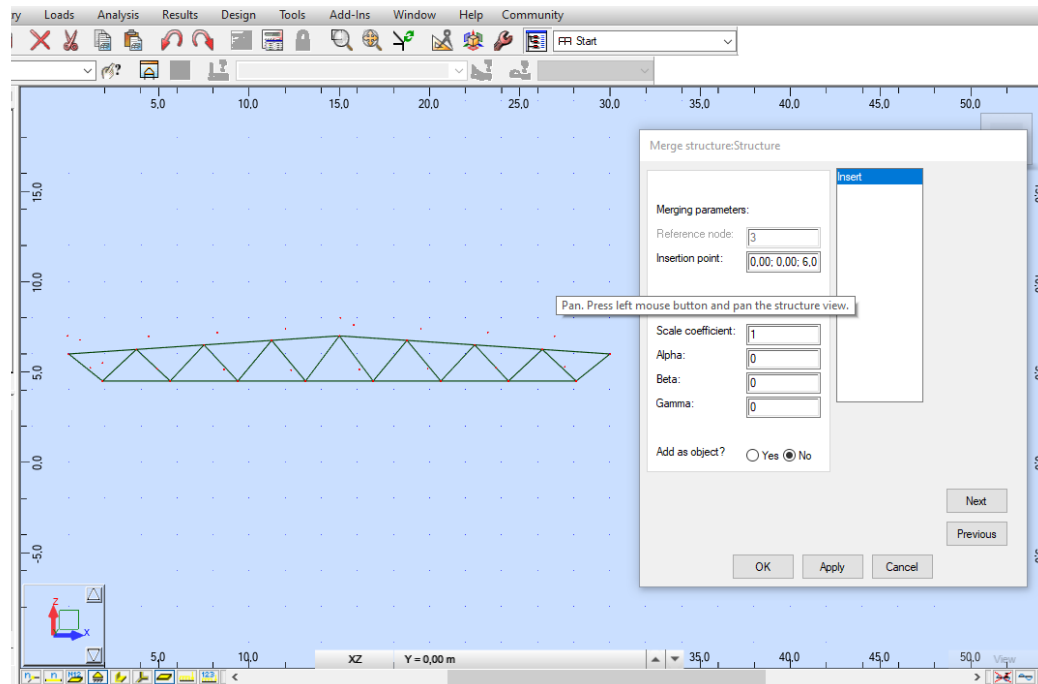 ry Loads Analysis Results Design Tools Add-Ins Window Help Community
Start
5,0 10,0 15,0 20,0 25,0 30,0 35,0 40,0 45,0 50,0
Merge structure:Structure
Insert
15,0
Merging parameters:
Reference node: 3
Insertion point: 0,00; 0,00; 6,0
10,0
Pan. Press left mouse button and pan the structure view.
Scale coefficient: 1
Alpha: 0
5,0
Beta: 0
Gamma: 0
Add as object? Yes No
0,0
Next
Previous
-5,0
OK Apply Cancel
Z
X
5,0 10,0 XZ Y = 0,00 m 35,0 40,0 45,0 50,0 View